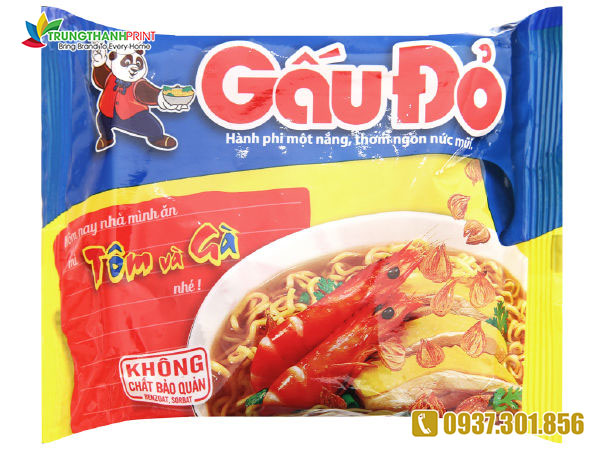 TRUNGTHANHPRINT
Bring Brand to Every Home
Gấu Đỏ
Hành phi một nắng, thơm ngon nức mũi.
nay nhà mình ăn
Tôm và Gà
nhé!
KHÔNG
CHẤT BẢO QUẢN
BENZOAT, SORBAT
0937.301.856